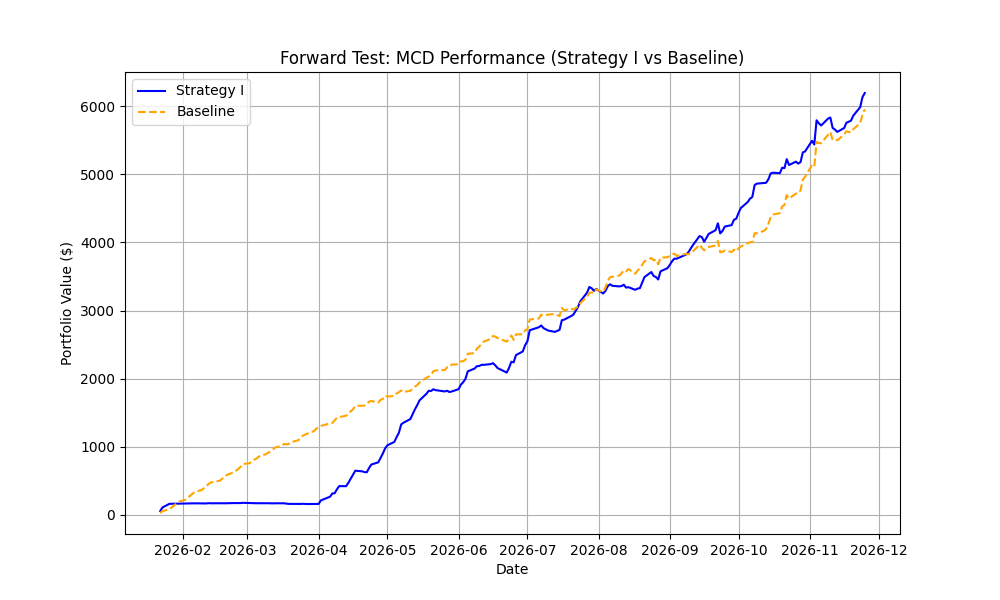 Forward Test: MCD Performance (Strategy I vs Baseline)
Strategy I
Baseline
Portfolio Value ($)
6000
5000
4000
3000
2000
1000
0
2026-02 2026-03 2026-04 2026-05 2026-06 2026-07 2026-08 2026-09 2026-10 2026-11 2026-12
Date